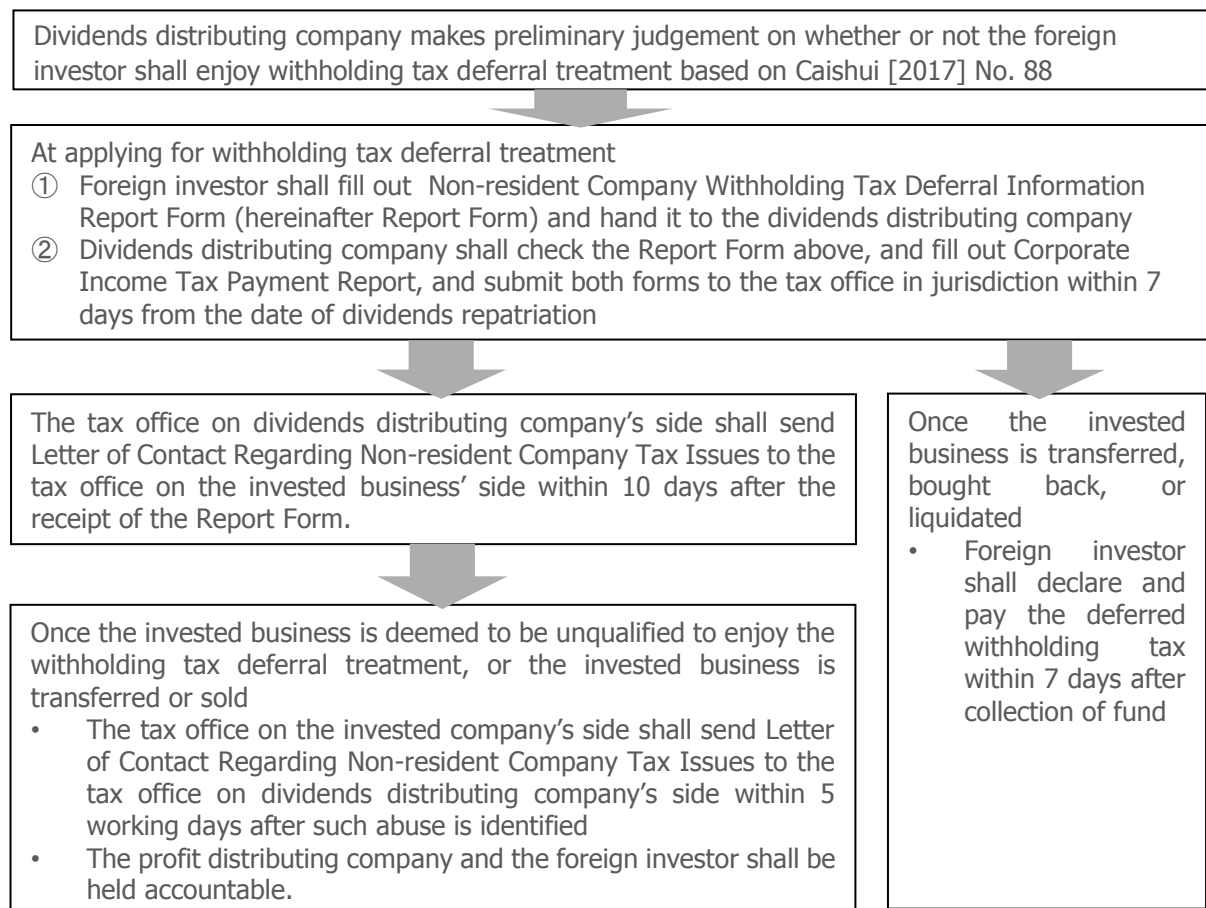 Dividends distributing company makes preliminary judgement on whether or not the foreign
investor shall enjoy withholding tax deferral treatment based on Caishui [2017] No. 88
At applying for withholding tax deferral treatment
① Foreign investor shall fill out Non-resident Company Withholding Tax Deferral Information
Report Form (hereinafter Report Form) and hand it to the dividends distributing company
② Dividends distributing company shall check the Report Form above, and fill out Corporate
Income Tax Payment Report, and submit both forms to the tax office in jurisdiction within 7
days from the date of dividends repatriation
The tax office on dividends distributing company’s side shall send
Letter of Contact Regarding Non-resident Company Tax Issues to the
tax office on the invested business’ side within 10 days after the
receipt of the Report Form.
Once the invested business is deemed to be unqualified to enjoy the
withholding tax deferral treatment, or the invested business is
transferred or sold
• The tax office on the invested company’s side shall send Letter
of Contact Regarding Non-resident Company Tax Issues to the
tax office on dividends distributing company’s side within 5
working days after such abuse is identified
• The profit distributing company and the foreign investor shall be
held accountable.
Once the invested
business is transferred,
bought back, or
liquidated
• Foreign investor
shall declare and
pay the deferred
withholding tax
within 7 days after
collection of fund